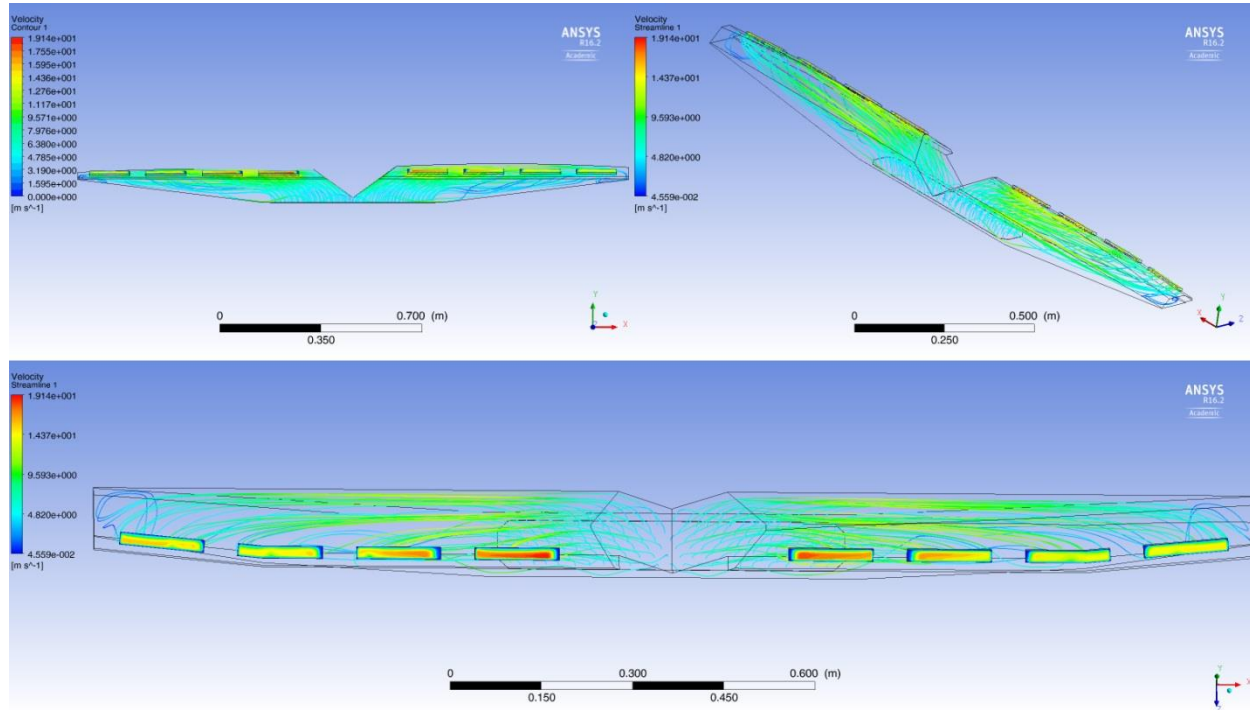 Velocity
Contour 1
1.914e+001
1.755e+001
1.595e+001
1.436e+001
1.276e+001
1.117e+001
9.571e+000
7.976e+000
6.380e+000
4.785e+000
3.190e+000
1.595e+000
0.000e+000
[m s^-1]
ANSYS
R16.2
Academic
0
0.700 (m)
0.350
Y
X
Velocity
Streamline 1
1.914e+001
1.437e+001
9.593e+000
4.820e+000
4.559e-002
[m s^-1]
ANSYS
R16.2
Academic
0
0.500 (m)
0.250
X
Y
Z
Velocity
Streamline 1
1.914e+001
1.437e+001
9.593e+000
4.820e+000
4.559e-002
[m s^-1]
ANSYS
R16.2
Academic
0
0.300
0.600 (m)
0.150
0.450
Y
X